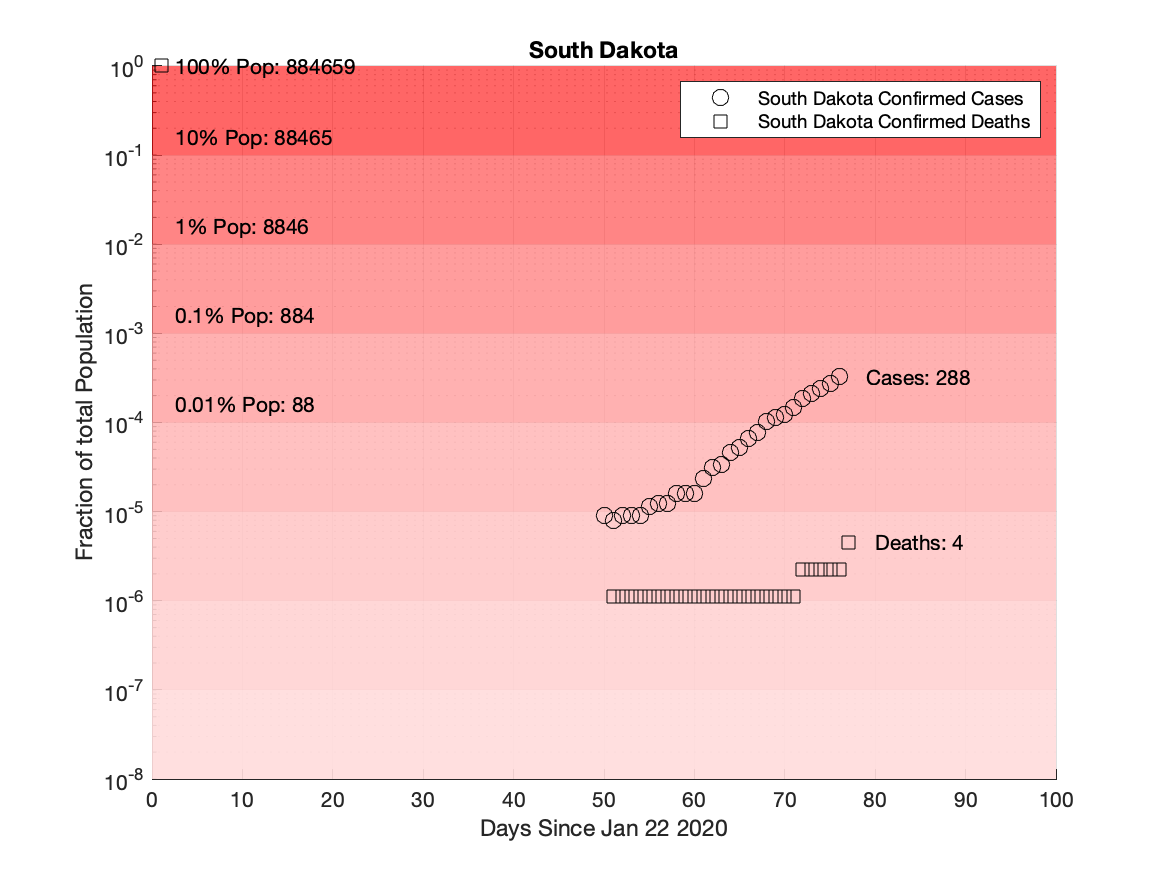 South Dakota
10^0
100% Pop: 884659
South Dakota Confirmed Cases
South Dakota Confirmed Deaths
10% Pop: 88465
10^-1
1% Pop: 8846
10^-2
0.1% Pop: 884
10^-3
Cases: 288
0.01% Pop: 88
10^-4
10^-5
Deaths: 4
10^-6
10^-7
10^-8
Fraction of total Population
0 10 20 30 40 50 60 70 80 90 100
Days Since Jan 22 2020